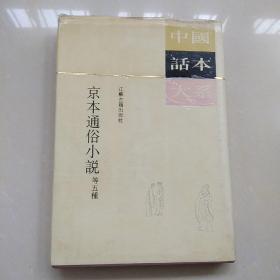 中國
話本
大系
京本通俗小説等五種
江蘇古籍出版社